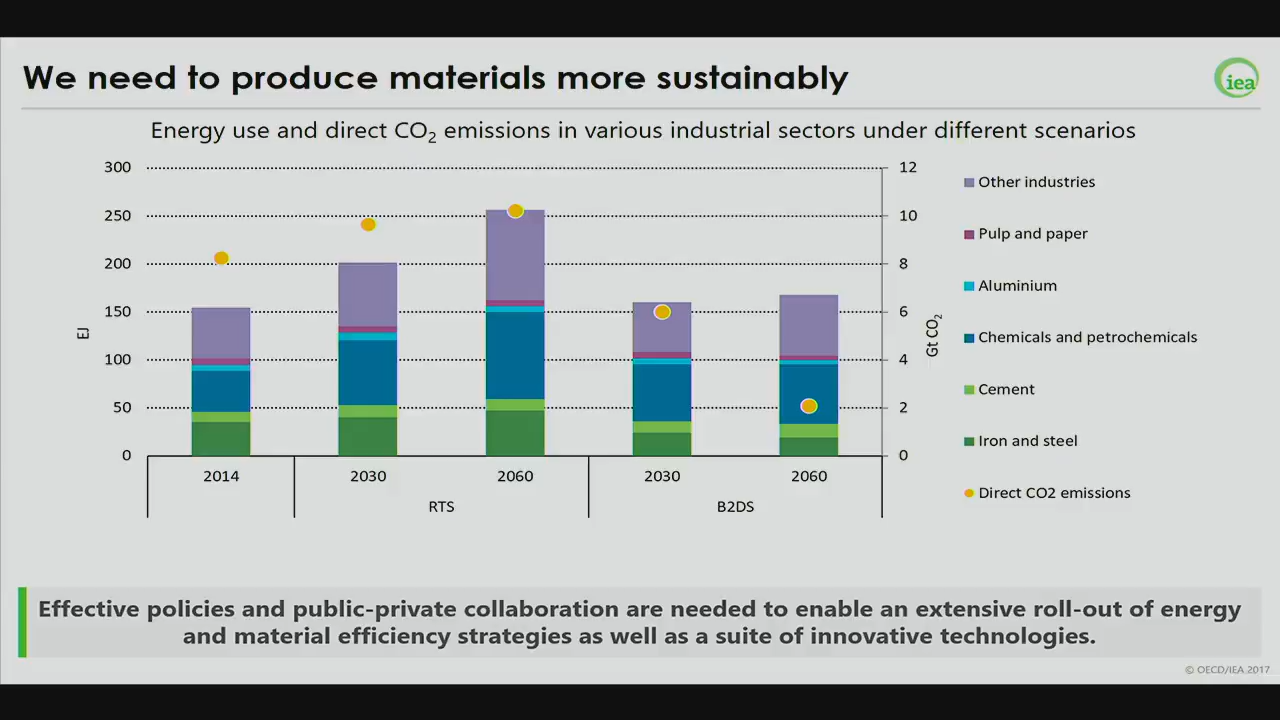 We need to produce materials more sustainably
iea
Energy use and direct CO₂ emissions in various industrial sectors under different scenarios
300
250
200
150
100
50
0
EJ
12
10
8
6
4
2
0
Gt CO₂
2014
2030
2060
2030
2060
RTS
B2DS
Other industries
Pulp and paper
Aluminium
Chemicals and petrochemicals
Cement
Iron and steel
Direct CO2 emissions
Effective policies and public-private collaboration are needed to enable an extensive roll-out of energy
and material efficiency strategies as well as a suite of innovative technologies.
© OECD/IEA 2017